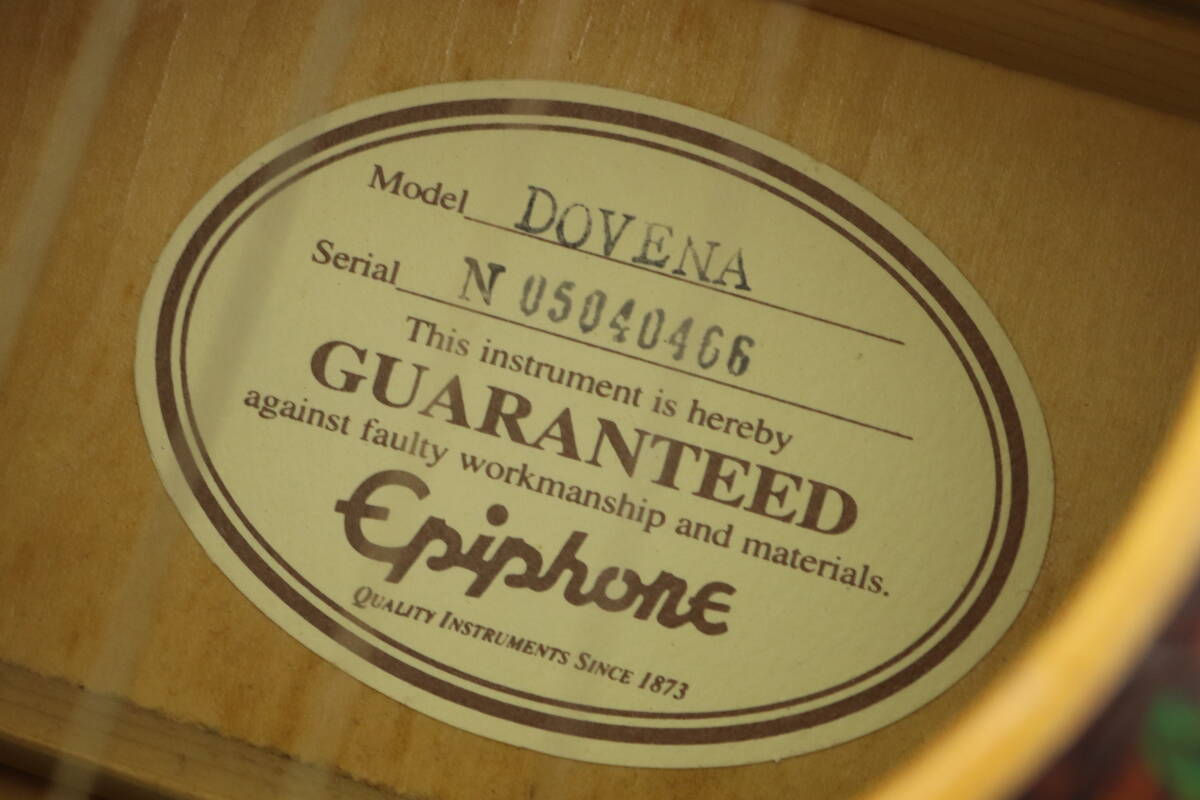 Model DOVENA
Serial N 05040466
This instrument is hereby
GUARANTEED
against faulty workmanship and materials.
Epiphone
QUALITY INSTRUMENTS SINCE 1873